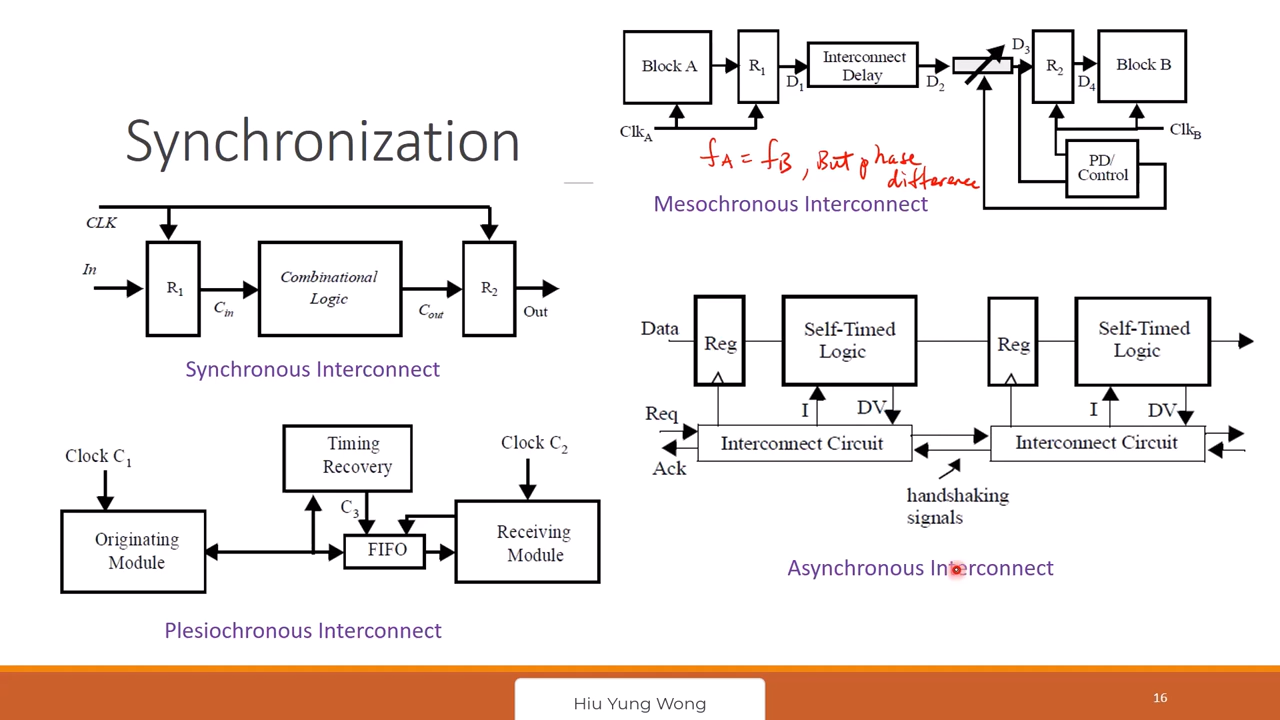 Synchronization
CLK
In
R1
Cin
Combinational
Logic
Cout
R2
Out
Synchronous Interconnect
Clock C1
Originating
Module
Timing
Recovery
C3
FIFO
Clock C2
Receiving
Module
Plesiochronous Interconnect
Block A
R1
D1
Interconnect
Delay
D2
D3
R2
D4
Block B
ClkA
ClkB
PD/
Control
fA = fB, But phase
difference
Mesochronous Interconnect
Data
Reg
Self-Timed
Logic
Reg
Self-Timed
Logic
Req
I
DV
I
DV
Interconnect Circuit
Interconnect Circuit
Ack
handshaking
signals
Asynchronous Interconnect
Hiu Yung Wong
16